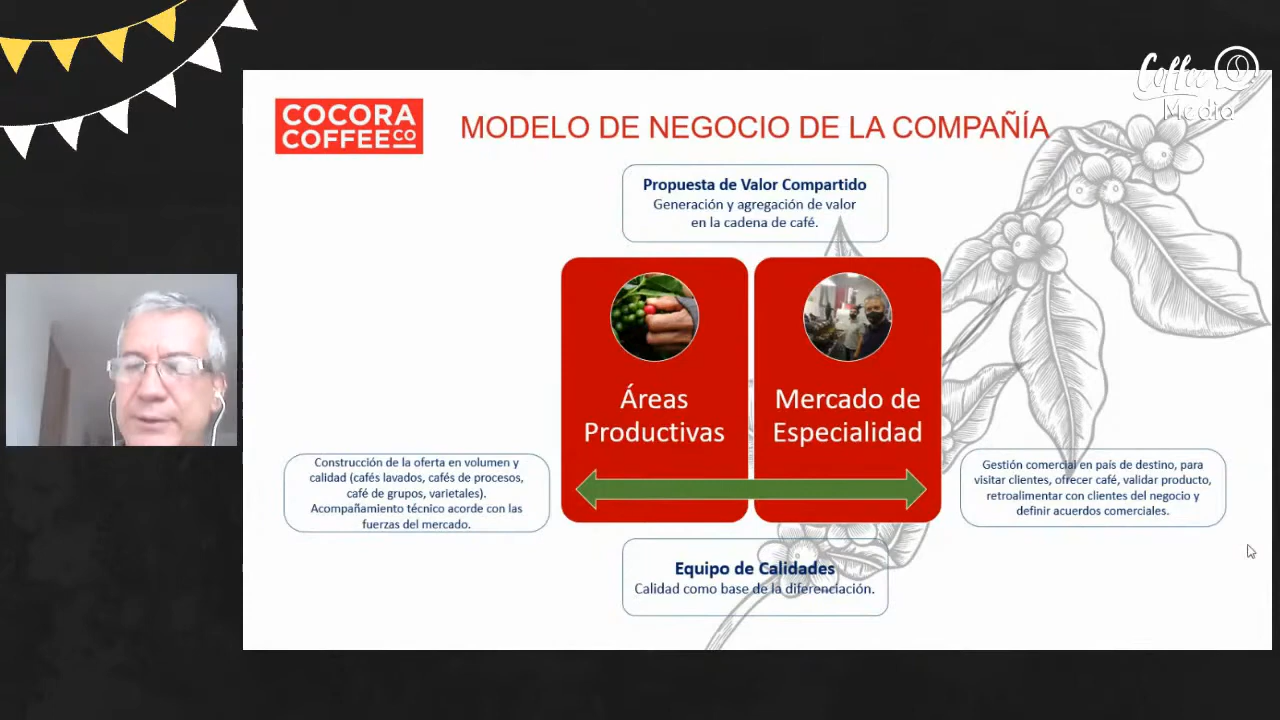 Coffee
Media
COCORA
COFFEE CO
MODELO DE NEGOCIO DE LA COMPAÑÍA
Propuesta de Valor Compartido
Generación y agregación de valor
en la cadena de café.
Áreas
Productivas
Mercado de
Especialidad
Construcción de la oferta en volumen y
calidad (cafés lavados, cafés de procesos,
café de grupos, varietales).
Acompañamiento técnico acorde con las
fuerzas del mercado.
Gestión comercial en país de destino, para
visitar clientes, ofrecer café, validar producto,
retroalimentar con clientes del negocio y
definir acuerdos comerciales.
Equipo de Calidades
Calidad como base de la diferenciación.